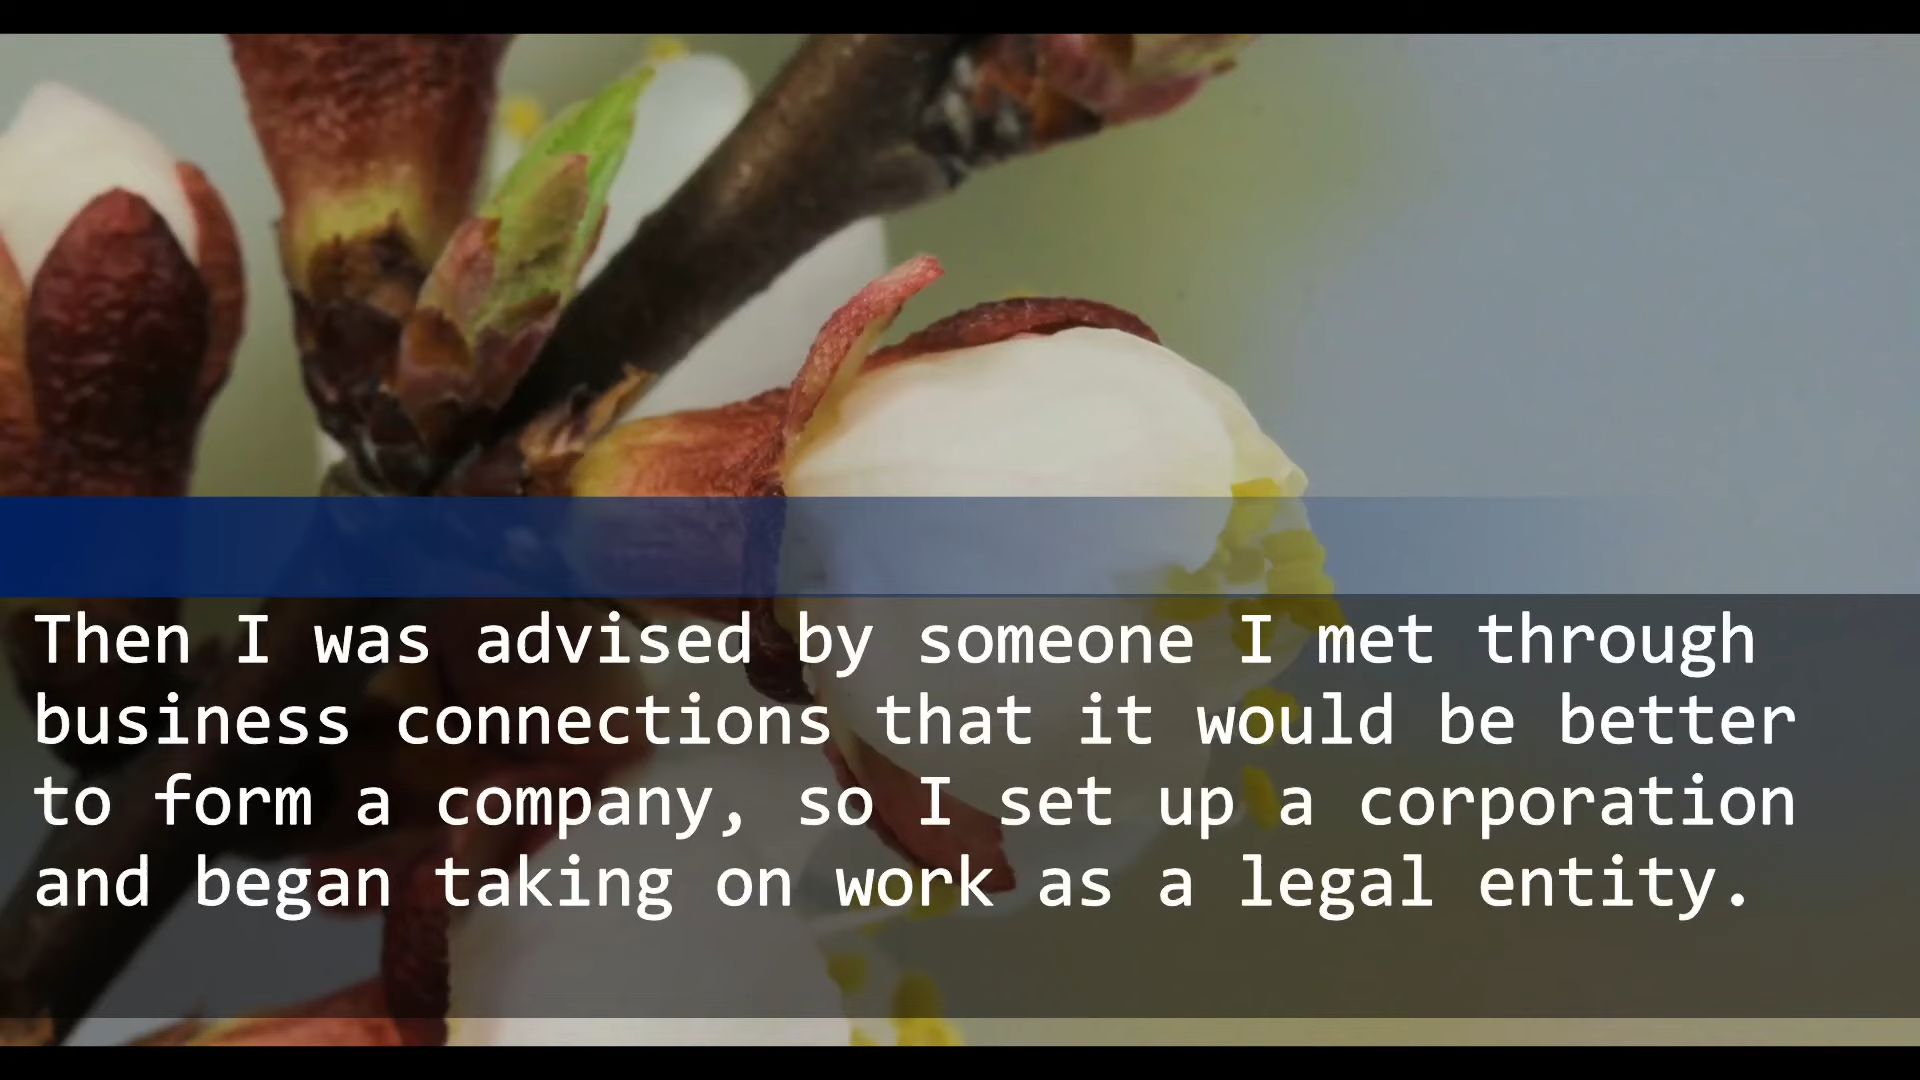 Then I was advised by someone I met through
business connections that it would be better
to form a company, so I set up a corporation
and began taking on work as a legal entity.